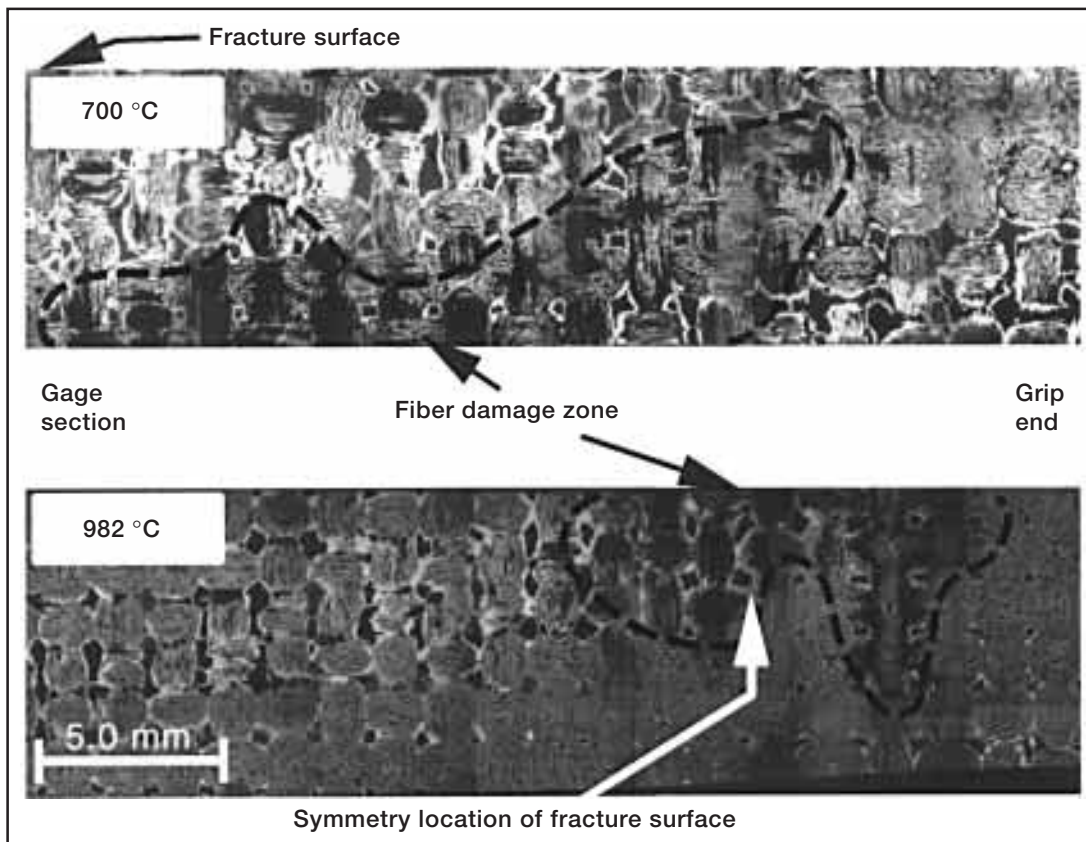 Fracture surface
700 °C
Gage
section
Fiber damage zone
Grip
end
982 °C
5.0 mm
Symmetry location of fracture surface